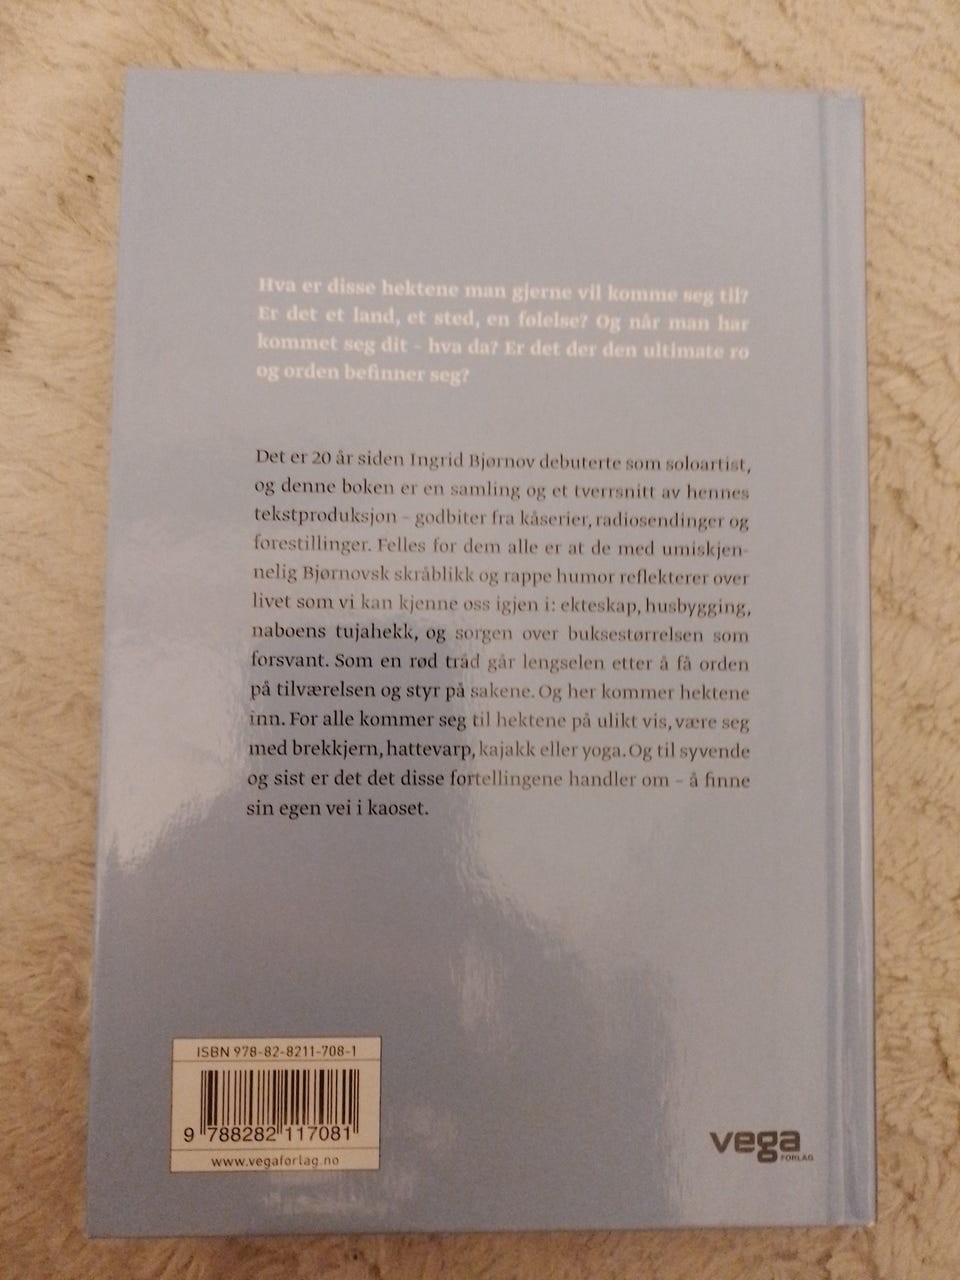 Hva er disse hektene man gjerne vil komme seg til?
Er det et land, et sted, en følelse? Og når man har
kommet seg dit – hva da? Er det der den ultimate ro
og orden befinner seg?
Det er 20 år siden Ingrid Bjørnov debuterte som soloartist,
og denne boken er en samling og et tverrsnitt av hennes
tekstproduksjon – godbiter fra kåserier, radiosendinger og
forestillinger. Felles for dem alle er at de med umiskjen-
nelig Bjørnovsk skråblikk og rappe humor reflekterer over
livet som vi kan kjenne oss igjen i: ekteskap, husbygging,
naboens tujahekk, og sorgen over buksestørrelsen som
forsvant. Som en rød tråd går lengselen etter å få orden
på tilværelsen og styr på sakene. Og her kommer hektene
inn. For alle kommer seg til hektene på ulikt vis, være seg
med brekkjern, hattevarp, kajakk eller yoga. Og til syvende
og sist er det det disse fortellingene handler om – å finne
sin egen vei i kaoset.
ISBN 978-82-8211-708-1
9 788282 117081
www.vegaforlag.no
vega
FORLAG